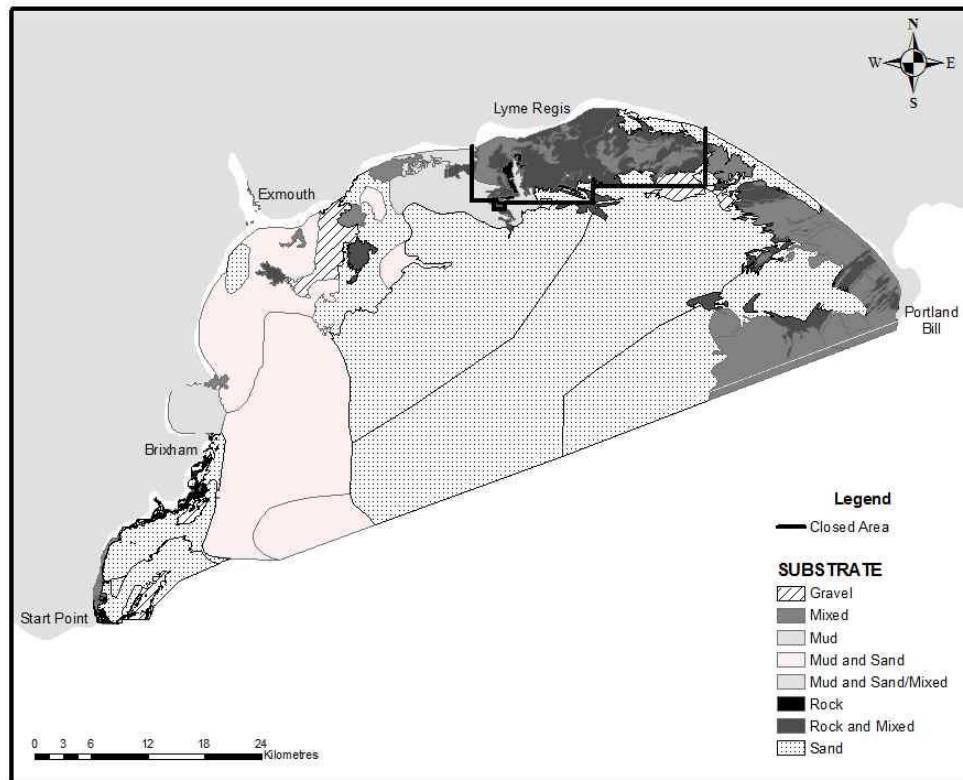 N
W E
S
Lyme Regis
Exmouth
Portland
Bill
Brixham
Start Point
Legend
Closed Area
SUBSTRATE
Gravel
Mixed
Mud
Mud and Sand
Mud and Sand/Mixed
Rock
Rock and Mixed
Sand
0 3 6 12 18 24
Kilometres